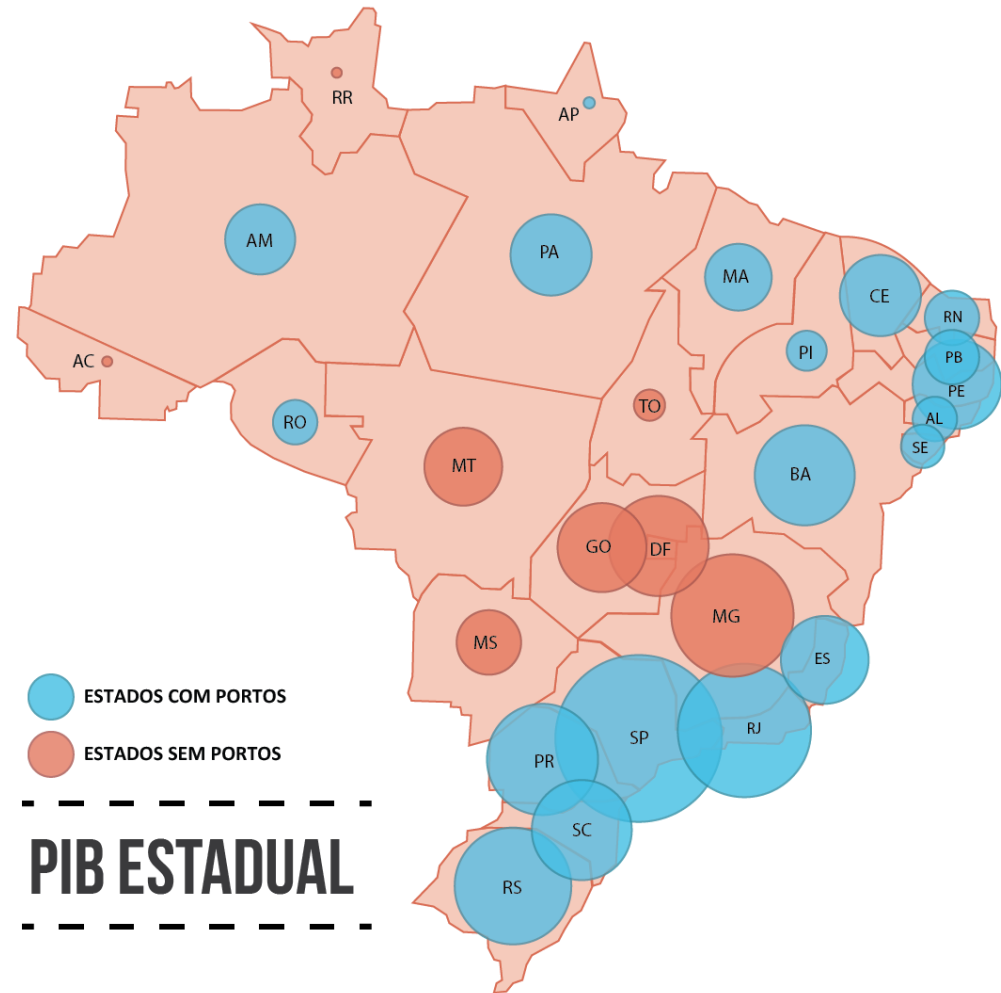 RR
AP
AM
PA
MA
CE
RN
PI
PB
AC
PE
TO
AL
RO
SE
MT
BA
GO
DF
MG
MS
ES
ESTADOS COM PORTOS
RJ
SP
ESTADOS SEM PORTOS
PR
SC
PIB ESTADUAL
RS